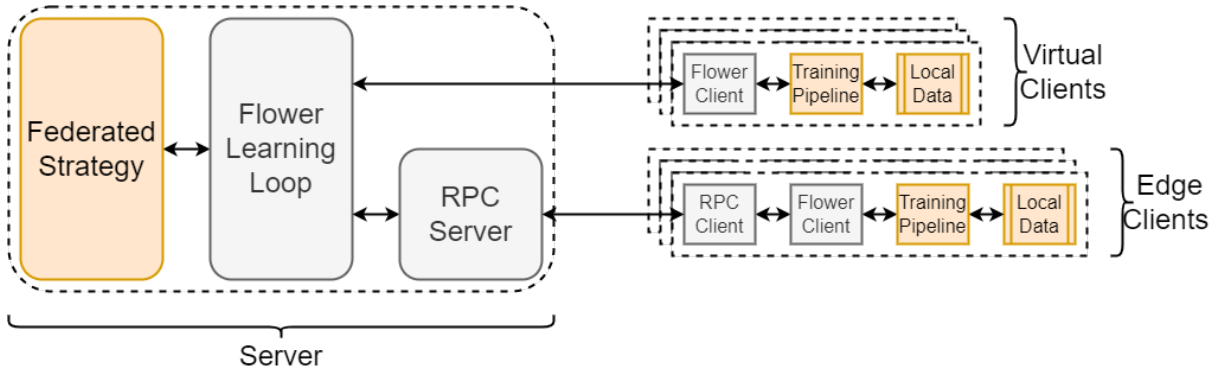 Federated
Strategy
Flower
Learning
Loop
RPC
Server
Server
Flower
Client
Training
Pipeline
Local
Data
Virtual
Clients
RPC
Client
Flower
Client
Training
Pipeline
Local
Data
Edge
Clients